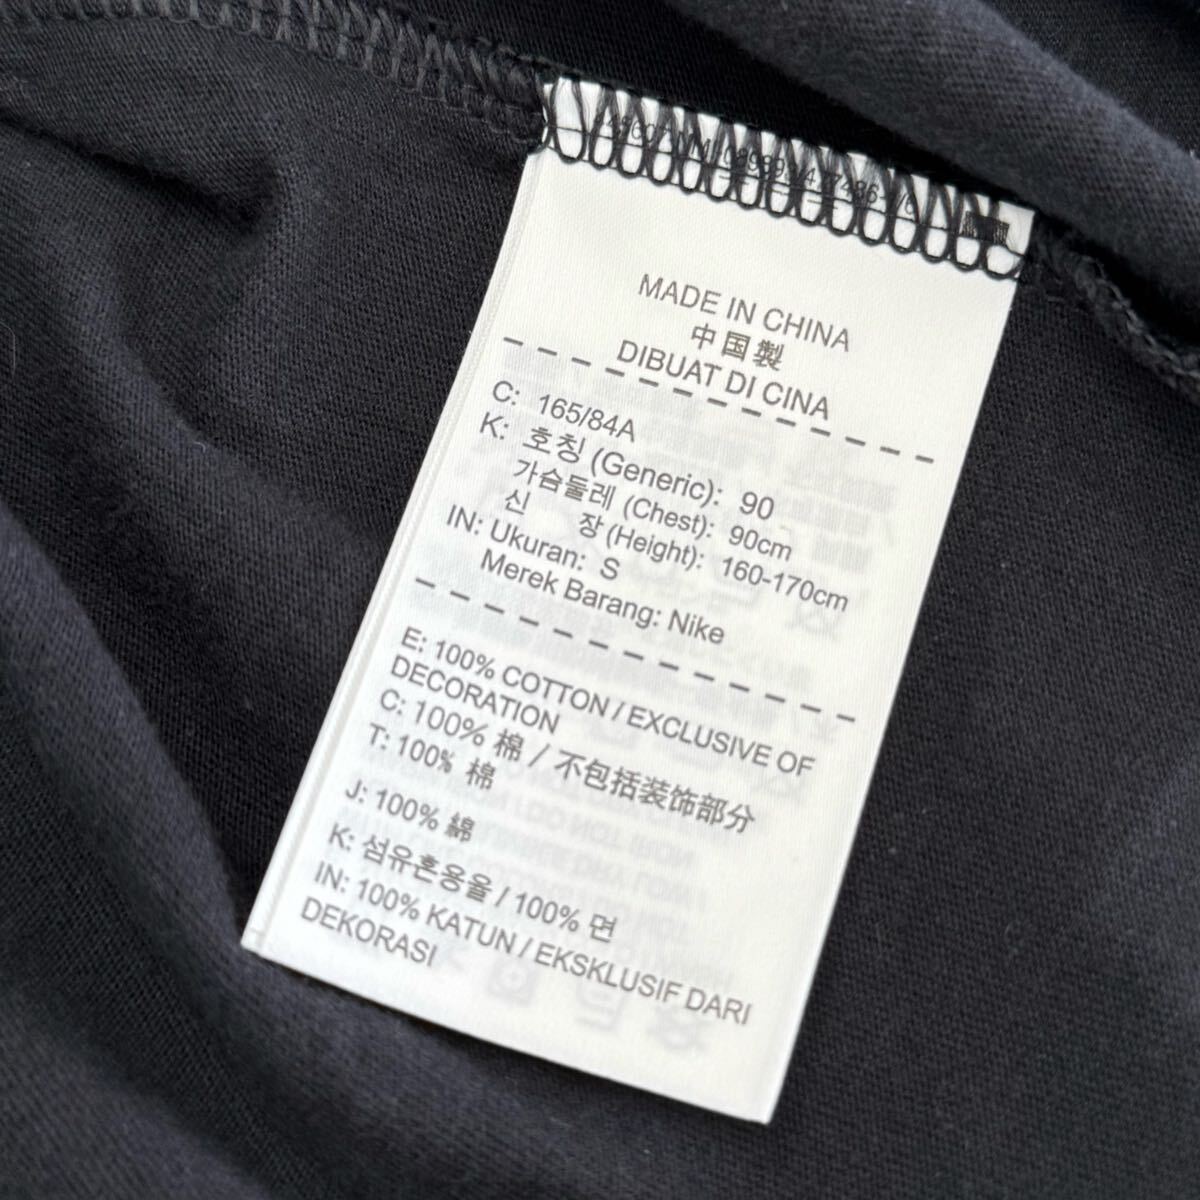 MADE IN CHINA
中国製
DIBUAT DI CINA
C: 165/84A
K: 호칭 (Generic): 90
가슴둘레 (Chest): 90cm
신 장 (Height): 160-170cm
IN: Ukuran: S
Merek Barang: Nike
E: 100% COTTON / EXCLUSIVE OF
DECORATION
C: 100% 棉 / 不包括装饰部分
T: 100% 棉
J: 100% 綿
K: 섬유혼용율 / 100% 면
IN: 100% KATUN / EKSKLUSIF DARI
DEKORASI